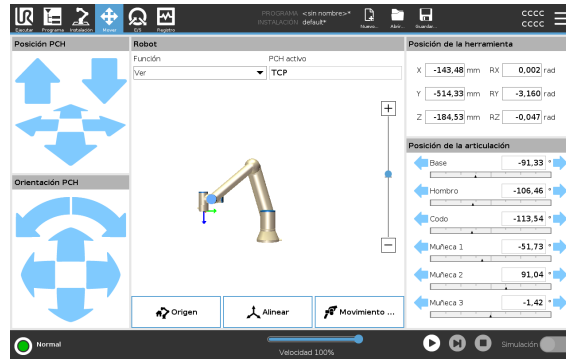 UR
PROGRAMA <sin nombre>*
INSTALACIÓN default*
CCCC
CCCC
Ejecutar Programa Instalación Mover E/S Registro Nuevo... Abrir... Guardar...
Posición PCH
Robot
Posición de la herramienta
Función
PCH activo
Ver
TCP
X -143,48 mm RX 0,002 rad
Y -514,33 mm RY -3,160 rad
Z -184,53 mm RZ -0,047 rad
Posición de la articulación
Base -91,33 °
Hombro -106,46 °
Codo -113,54 °
Muñeca 1 -51,73 °
Muñeca 2 91,04 °
Muñeca 3 -1,42 °
Orientación PCH
Origen
Alinear
Movimiento ...
Normal
Velocidad 100%
Simulación